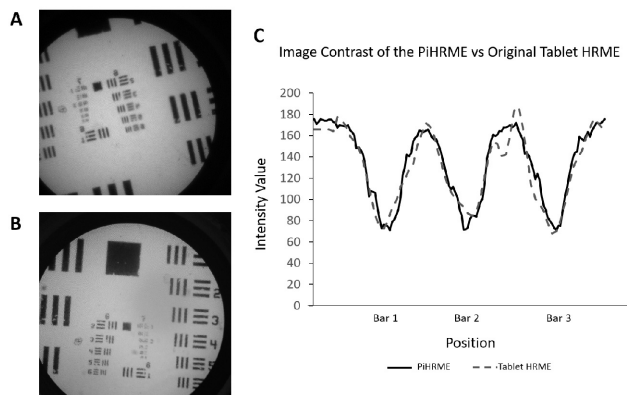 A
B
C
Image Contrast of the PiHRME vs Original Tablet HRME
200
180
160
140
120
100
80
60
40
20
0
Intensity Value
Bar 1 Bar 2 Bar 3
Position
PiHRME Tablet HRME
2
3
4
5